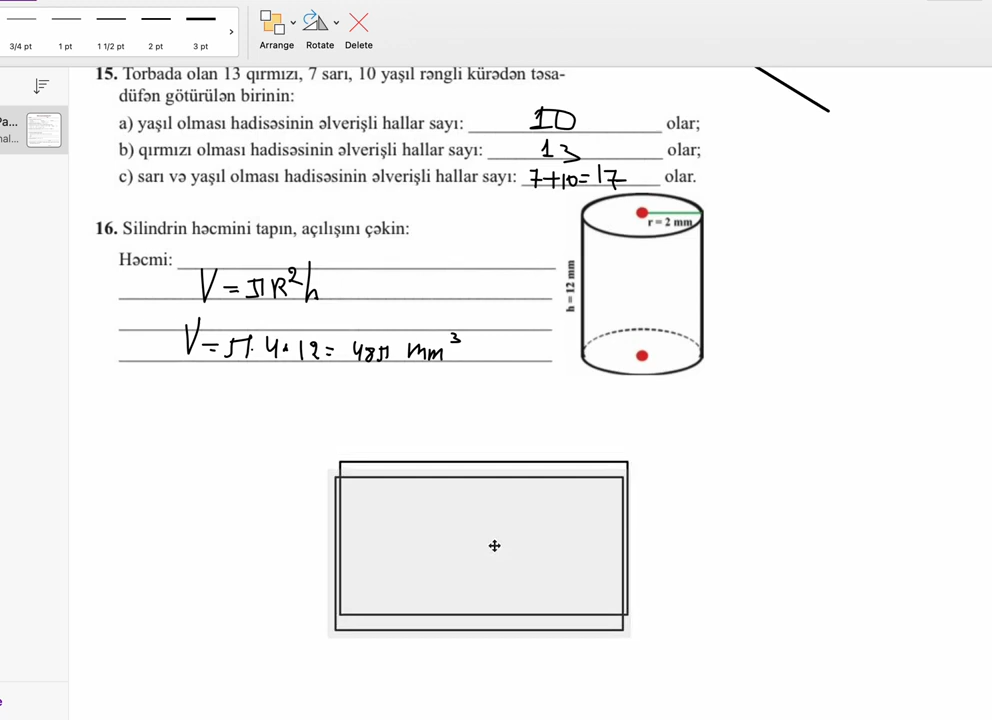 3/4 pt 1 pt 1 1/2 pt 2 pt 3 pt
Arrange Rotate Delete
Pa...
nal...
15. Torbada olan 13 qırmızı, 7 sarı, 10 yaşıl rəngli kürədən təsa-
düfən götürülən birinin:
a) yaşıl olması hadisəsinin əlverişli hallar sayı: 10 olar;
b) qırmızı olması hadisəsinin əlverişli hallar sayı: 13 olar;
c) sarı və yaşıl olması hadisəsinin əlverişli hallar sayı: 7+10=17 olar.
16. Silindrin həcmini tapın, açılışını çəkin:
Həcmi:
V=πR²h
V=π.4.12=48π mm³
r = 2 mm
h = 12 mm
e